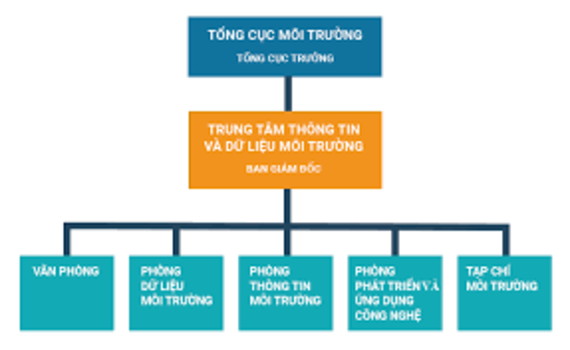 TỔNG CỤC MÔI TRƯỜNG
TỔNG CỤC TRƯỞNG
TRUNG TÂM THÔNG TIN
VÀ DỮ LIỆU MÔI TRƯỜNG
BAN GIÁM ĐỐC
VĂN PHÒNG
PHÒNG
DỮ LIỆU
MÔI TRƯỜNG
PHÒNG
THÔNG TIN
MÔI TRƯỜNG
PHÒNG
PHÁT TRIỂN VÀ
ỨNG DỤNG
CÔNG NGHỆ
TẠP CHÍ
MÔI TRƯỜNG